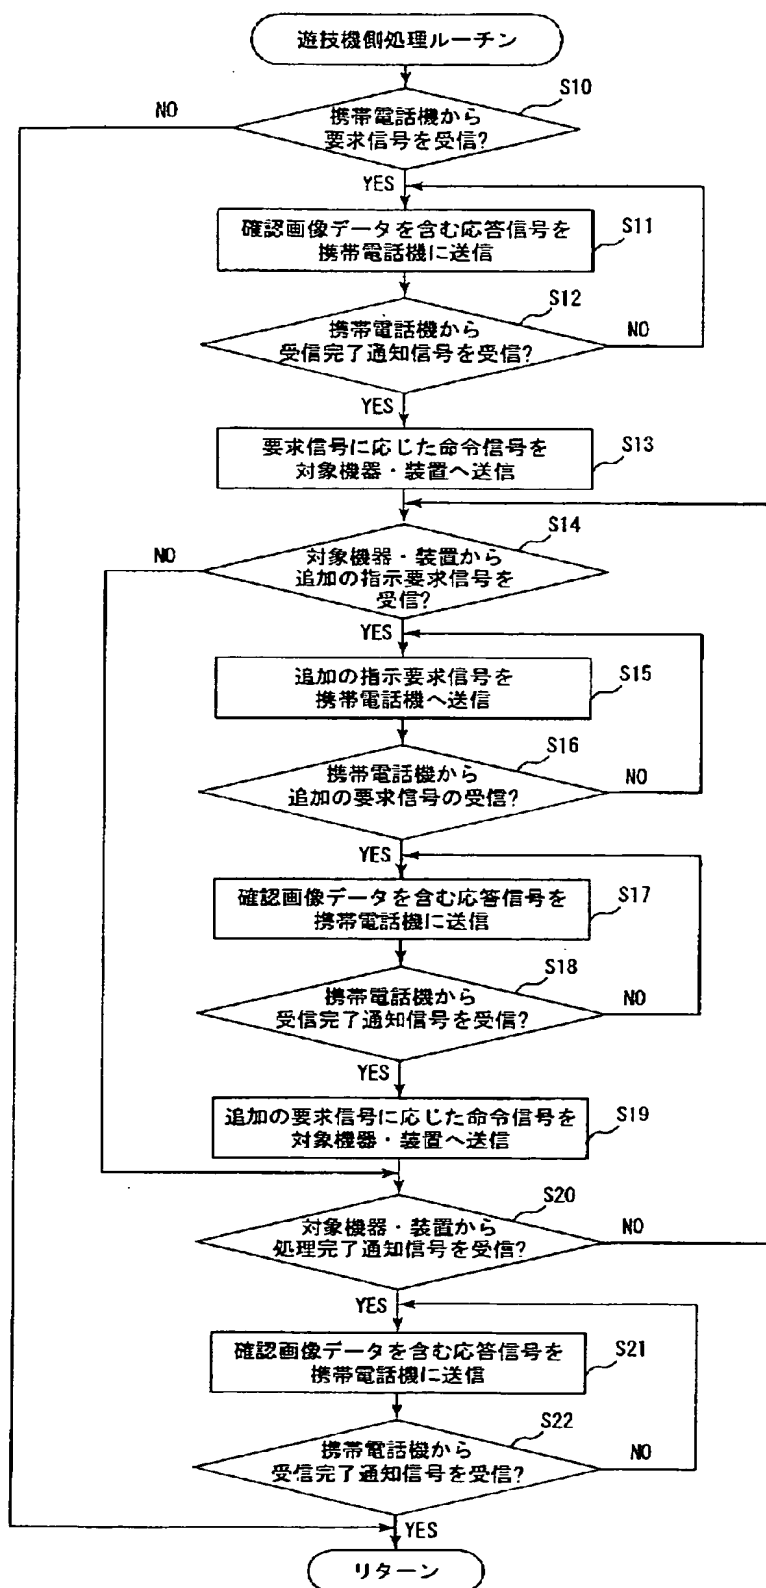 遊技機側処理ルーチン
S10
NO
携帯電話機から
要求信号を受信?
YES
確認画像データを含む応答信号を
携帯電話機に送信
S11
S12
携帯電話機から
受信完了通知信号を受信?
NO
YES
要求信号に応じた命令信号を
対象機器・装置へ送信
S13
S14
NO
対象機器・装置から
追加の指示要求信号を
受信?
YES
追加の指示要求信号を
携帯電話機へ送信
S15
S16
携帯電話機から
追加の要求信号の受信?
NO
YES
確認画像データを含む応答信号を
携帯電話機に送信
S17
S18
携帯電話機から
受信完了通知信号を受信?
NO
YES
追加の要求信号に応じた命令信号を
対象機器・装置へ送信
S19
S20
対象機器・装置から
処理完了通知信号を受信?
NO
YES
確認画像データを含む応答信号を
携帯電話機に送信
S21
S22
携帯電話機から
受信完了通知信号を受信?
NO
YES
リターン